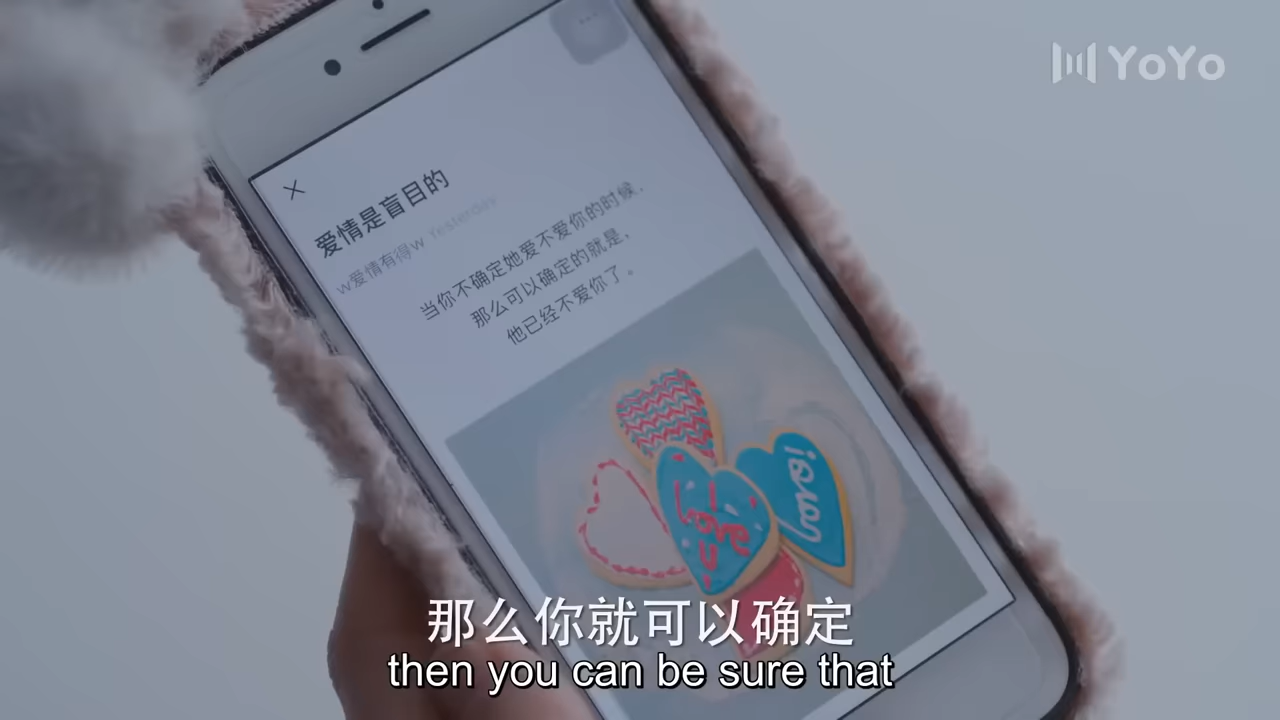 YoYo
爱情是盲目的
w爱情有得w Yesterday
当你不确定她爱不爱你的时候，
那么可以确定的就是，
他已经不爱你了。
I
love
u
那么你就可以确定
then you can be sure that